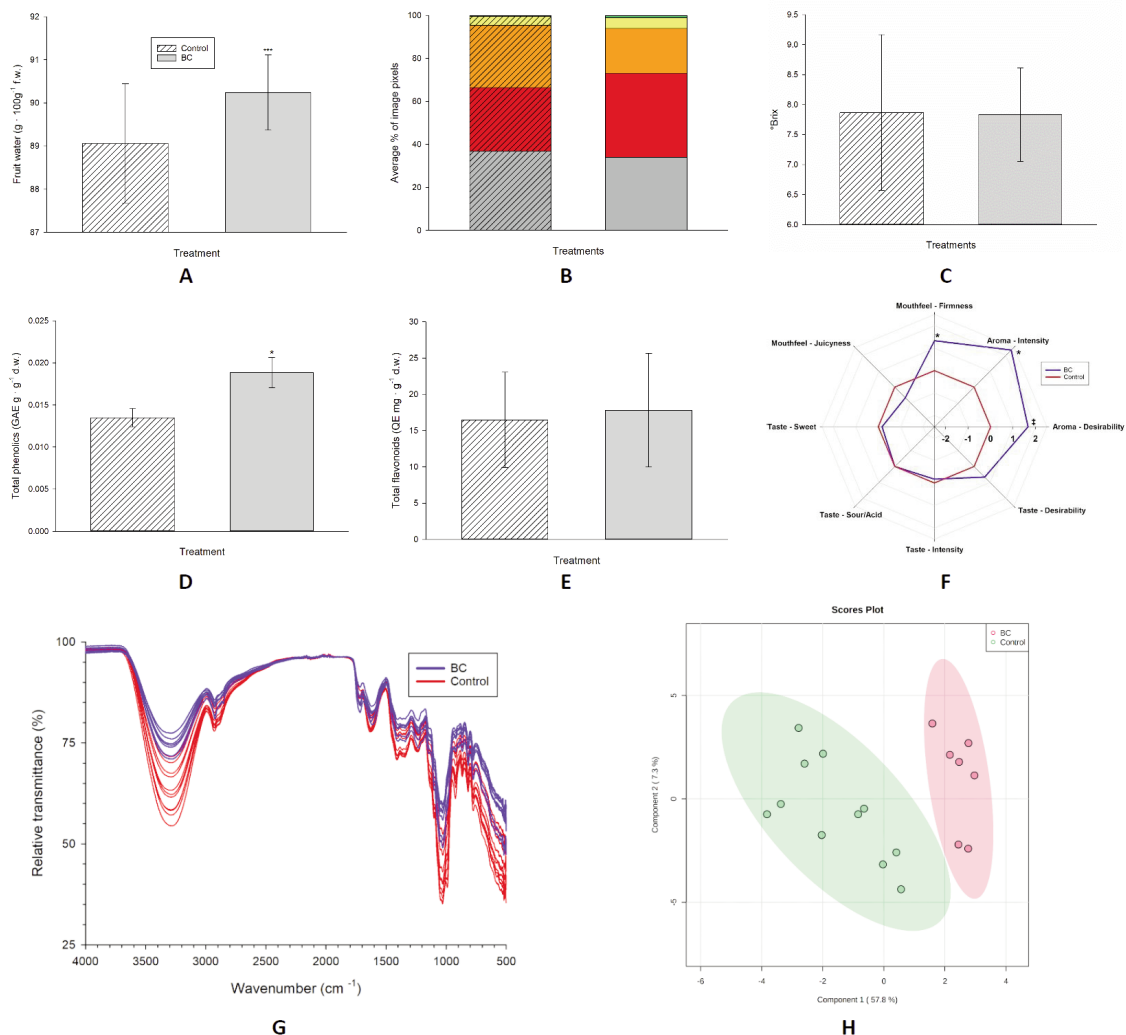 92
91
90
89
88
87
Fruit water (g · 100g⁻¹ f.w.)
Control
BC
***
Treatment
A
100
80
60
40
20
0
Average % of image pixels
Treatments
B
9.0
8.5
8.0
7.5
7.0
6.5
6.0
°Brix
Treatments
C
0.025
0.020
0.015
0.010
0.005
0.000
Total phenolics (GAE g · g⁻¹ d.w.)
*
Treatment
D
30
25
20
15
10
5
0
Total flavonoids (QE mg · g⁻¹ d.w.)
Treatment
E
Mouthfeel - Firmness
Mouthfeel - Juicyness
Aroma - Intensity
*
*
BC
Control
Taste - Sweet
‡
Aroma - Desirability
-2 -1 0 1 2
Taste - Sour/Acid
Taste - Desirability
Taste - Intensity
F
100
75
50
25
Relative transmittance (%)
BC
Control
4000 3000 2000 1500 1000 500
Wavenumber (cm ⁻¹)
G
Scores Plot
BC
Control
5
0
-5
Component 2 ( 7.3 %)
-6 -4 -2 0 2 4
Component 1 ( 57.8 %)
H